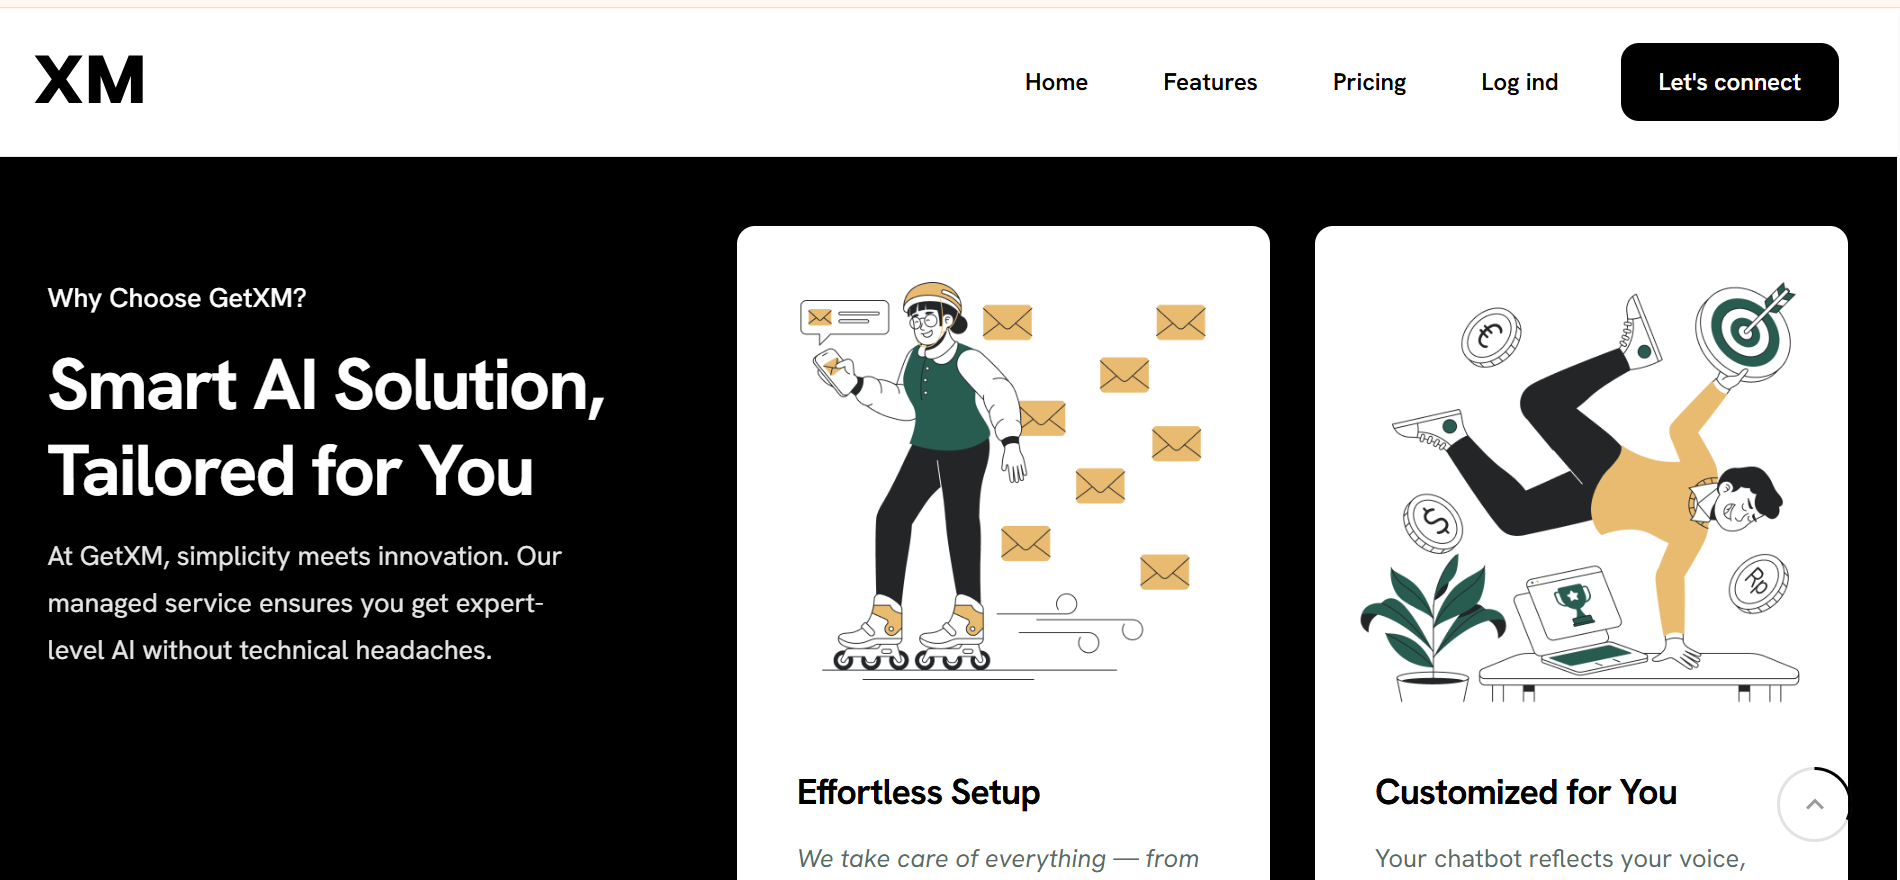 XM
Home
Features
Pricing
Log ind
Let's connect
Why Choose GetXM?
Smart AI Solution,
Tailored for You
At GetXM, simplicity meets innovation. Our
managed service ensures you get expert-
level AI without technical headaches.
€
$
Rp
Effortless Setup
We take care of everything — from
Customized for You
Your chatbot reflects your voice,